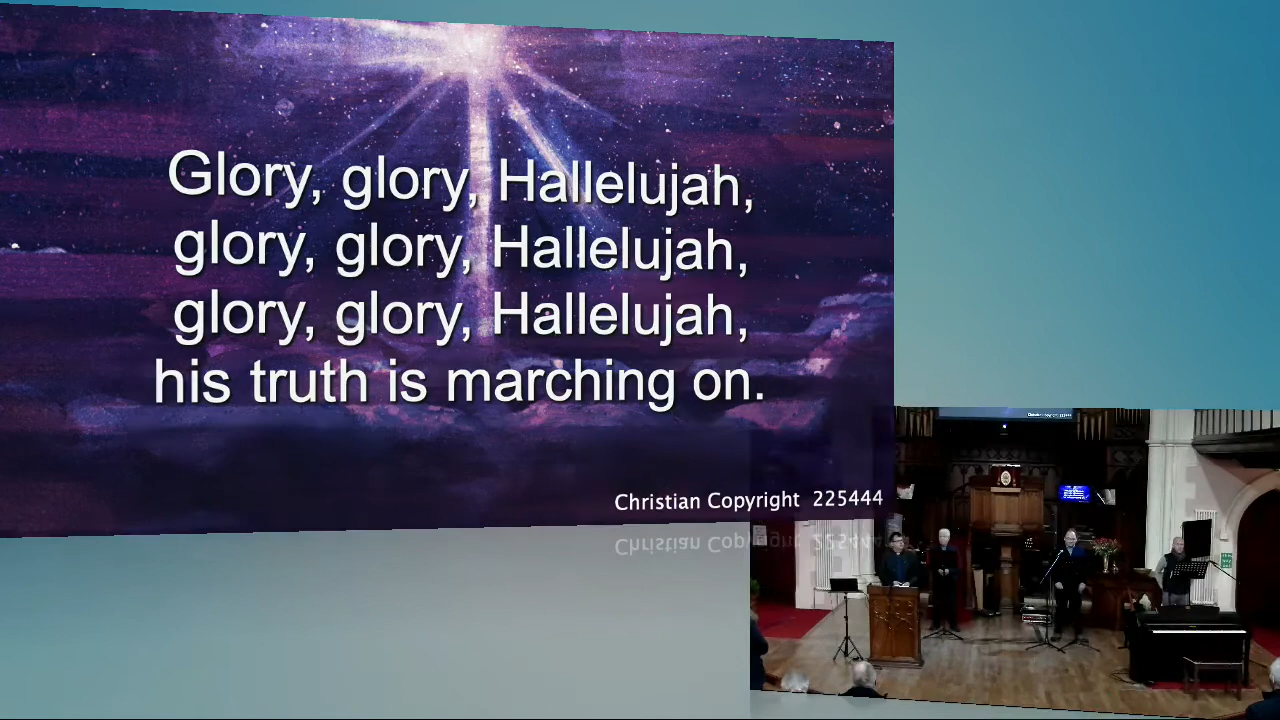 Glory, glory, Hallelujah,
glory, glory, Hallelujah,
glory, glory, Hallelujah,
his truth is marching on.
Christian Copyright 225444